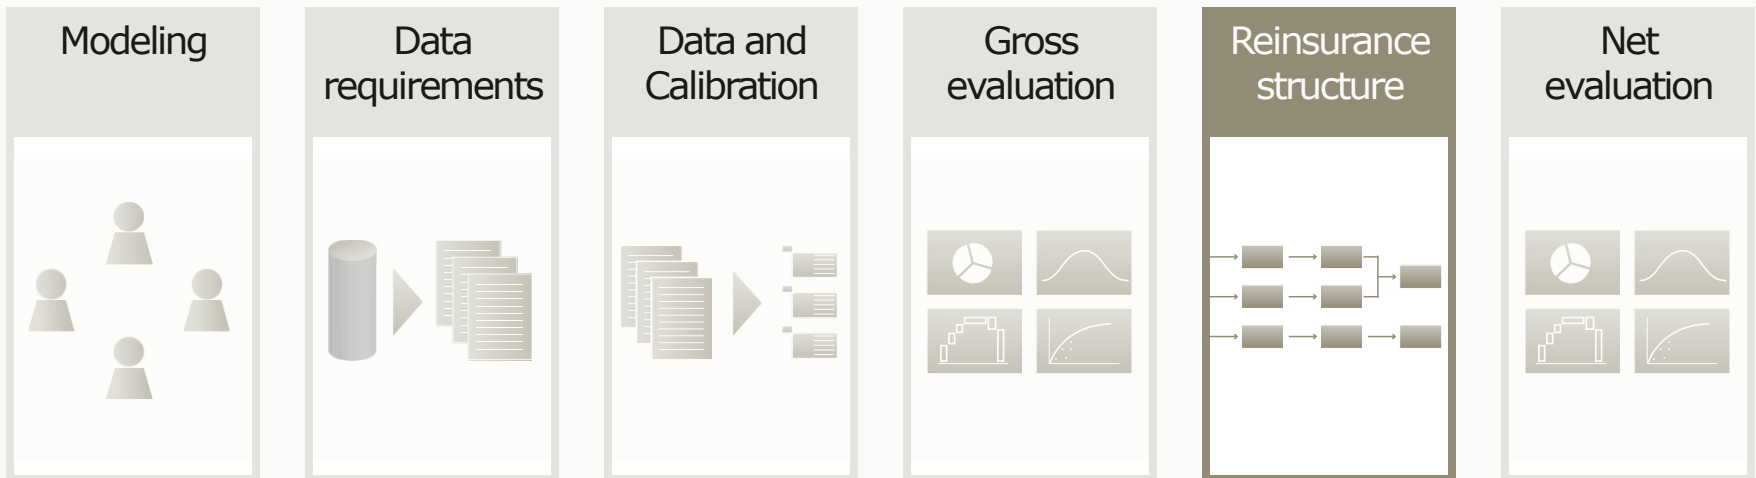 Modeling
Data
requirements
Data and
Calibration
Gross
evaluation
Reinsurance
structure
Net
evaluation